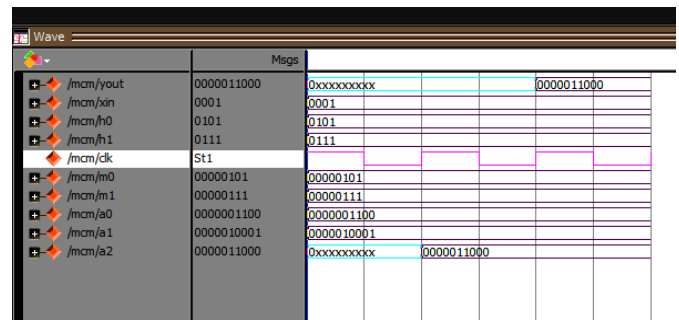 Wave
Msgs
/mcm/yout 0000011000 0xxxxxxxxx 0000011000
/mcm/xin 0001 0001
/mcm/h0 0101 0101
/mcm/h1 0111 0111
/mcm/clk St1
/mcm/m0 00000101 00000101
/mcm/m1 00000111 00000111
/mcm/a0 0000001100 0000001100
/mcm/a1 0000010001 0000010001
/mcm/a2 0000011000 0xxxxxxxxx 0000011000